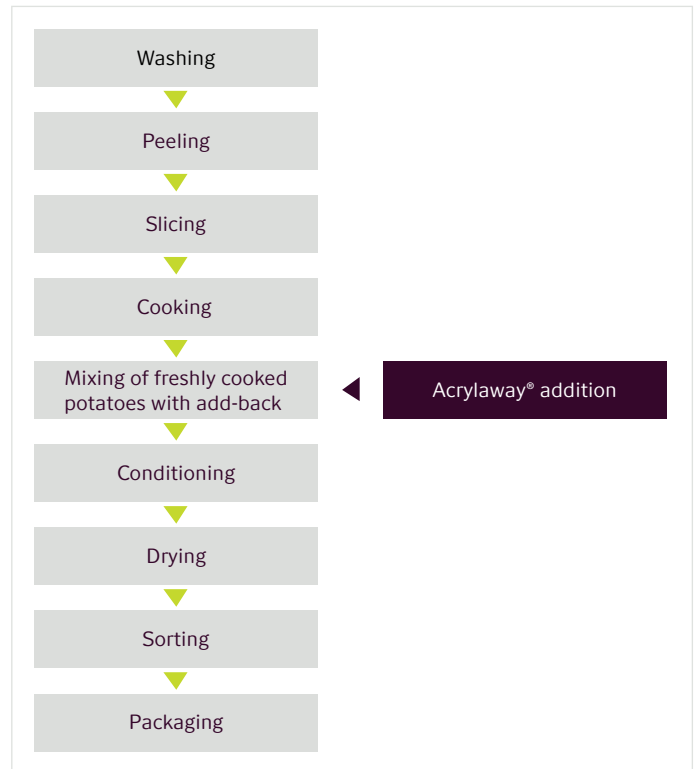 Washing
Peeling
Slicing
Cooking
Mixing of freshly cooked
potatoes with add-back
Acrylaway® addition
Conditioning
Drying
Sorting
Packaging